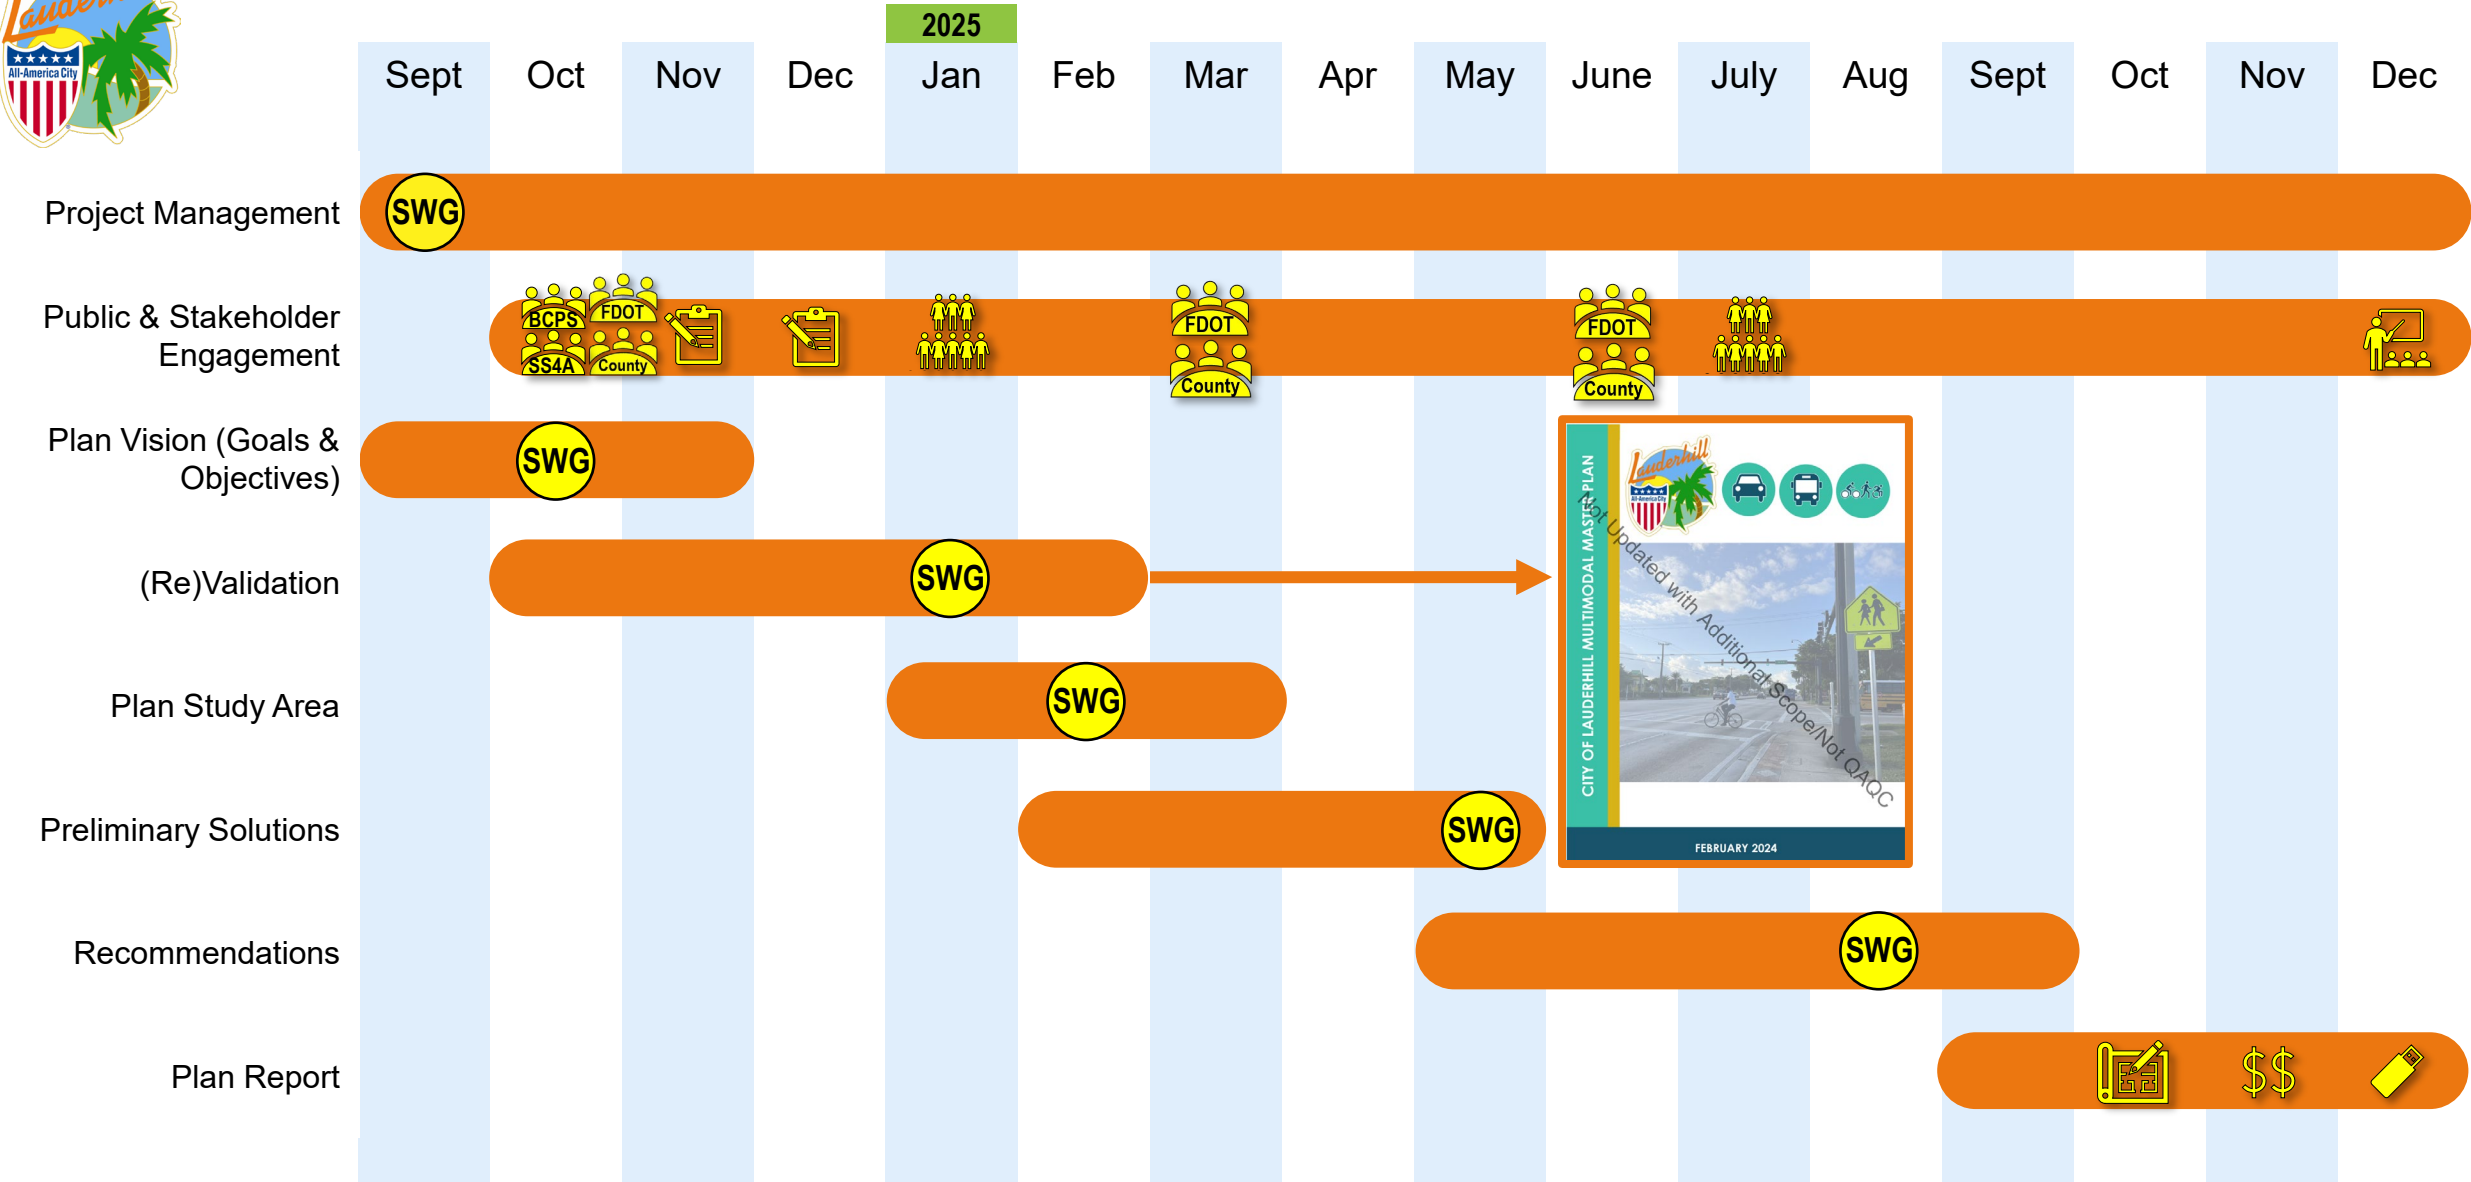 Lauderhill
All-America City
2025
Sept Oct Nov Dec Jan Feb Mar Apr May June July Aug Sept Oct Nov Dec
Project Management
SWG
Public & Stakeholder
Engagement
BCPS
FDOT
SS4A
County
FDOT
County
FDOT
County
Plan Vision (Goals &
Objectives)
SWG
(Re)Validation
SWG
CITY OF LAUDERHILL MULTIMODAL MASTER PLAN
Lauderhill
All-America City
Not Updated with Additional Scope/Not QAQC
FEBRUARY 2024
Plan Study Area
SWG
Preliminary Solutions
SWG
Recommendations
SWG
Plan Report
$$